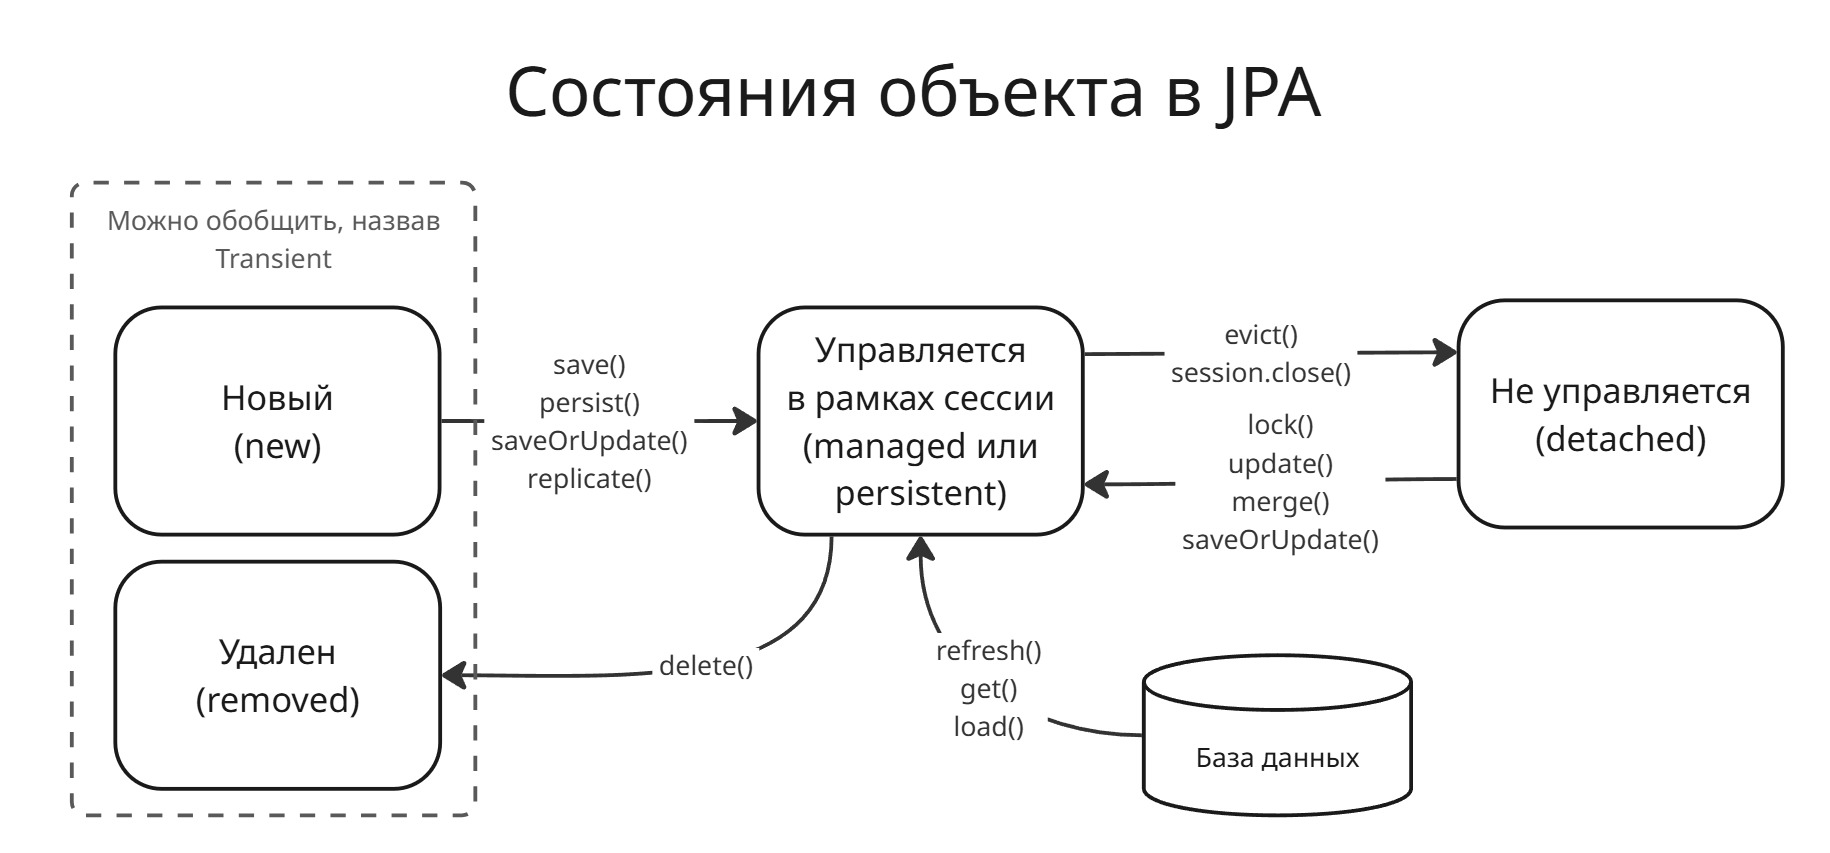 Состояния объекта в JPA
Можно обобщить, назвав
Transient
Новый
(new)
save()
persist()
saveOrUpdate()
replicate()
Управляется
в рамках сессии
(managed или
persistent)
evict()
session.close()
lock()
update()
merge()
saveOrUpdate()
Не управляется
(detached)
Удален
(removed)
delete()
refresh()
get()
load()
База данных